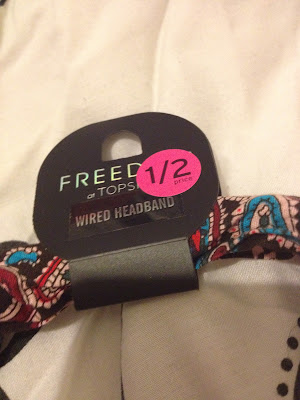 FREED
at TOPS
1/2
price
WIRED HEADBAND